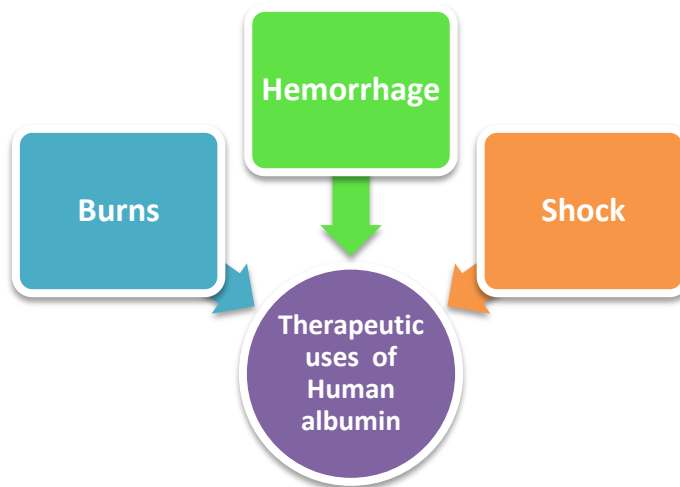 Hemorrhage
Burns
Shock
Therapeutic
uses of
Human
albumin